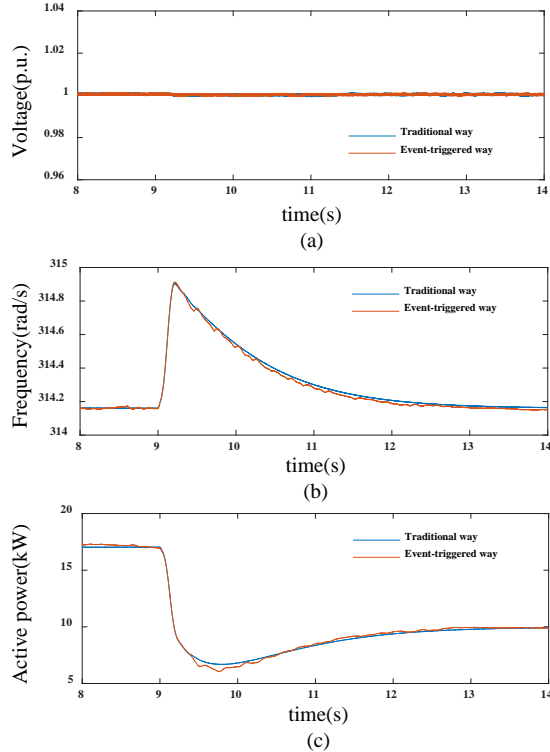 1.04
1.02
1
0.98
0.96
Voltage(p.u.)
Traditional way
Event-triggered way
8 9 10 11 12 13 14
time(s)
(a)
315
314.8
314.6
314.4
314.2
314
Frequency(rad/s)
Traditional way
Event-triggered way
8 9 10 11 12 13 14
time(s)
(b)
20
15
10
5
Active power(kW)
Traditional way
Event-triggered way
8 9 10 11 12 13 14
time(s)
(c)